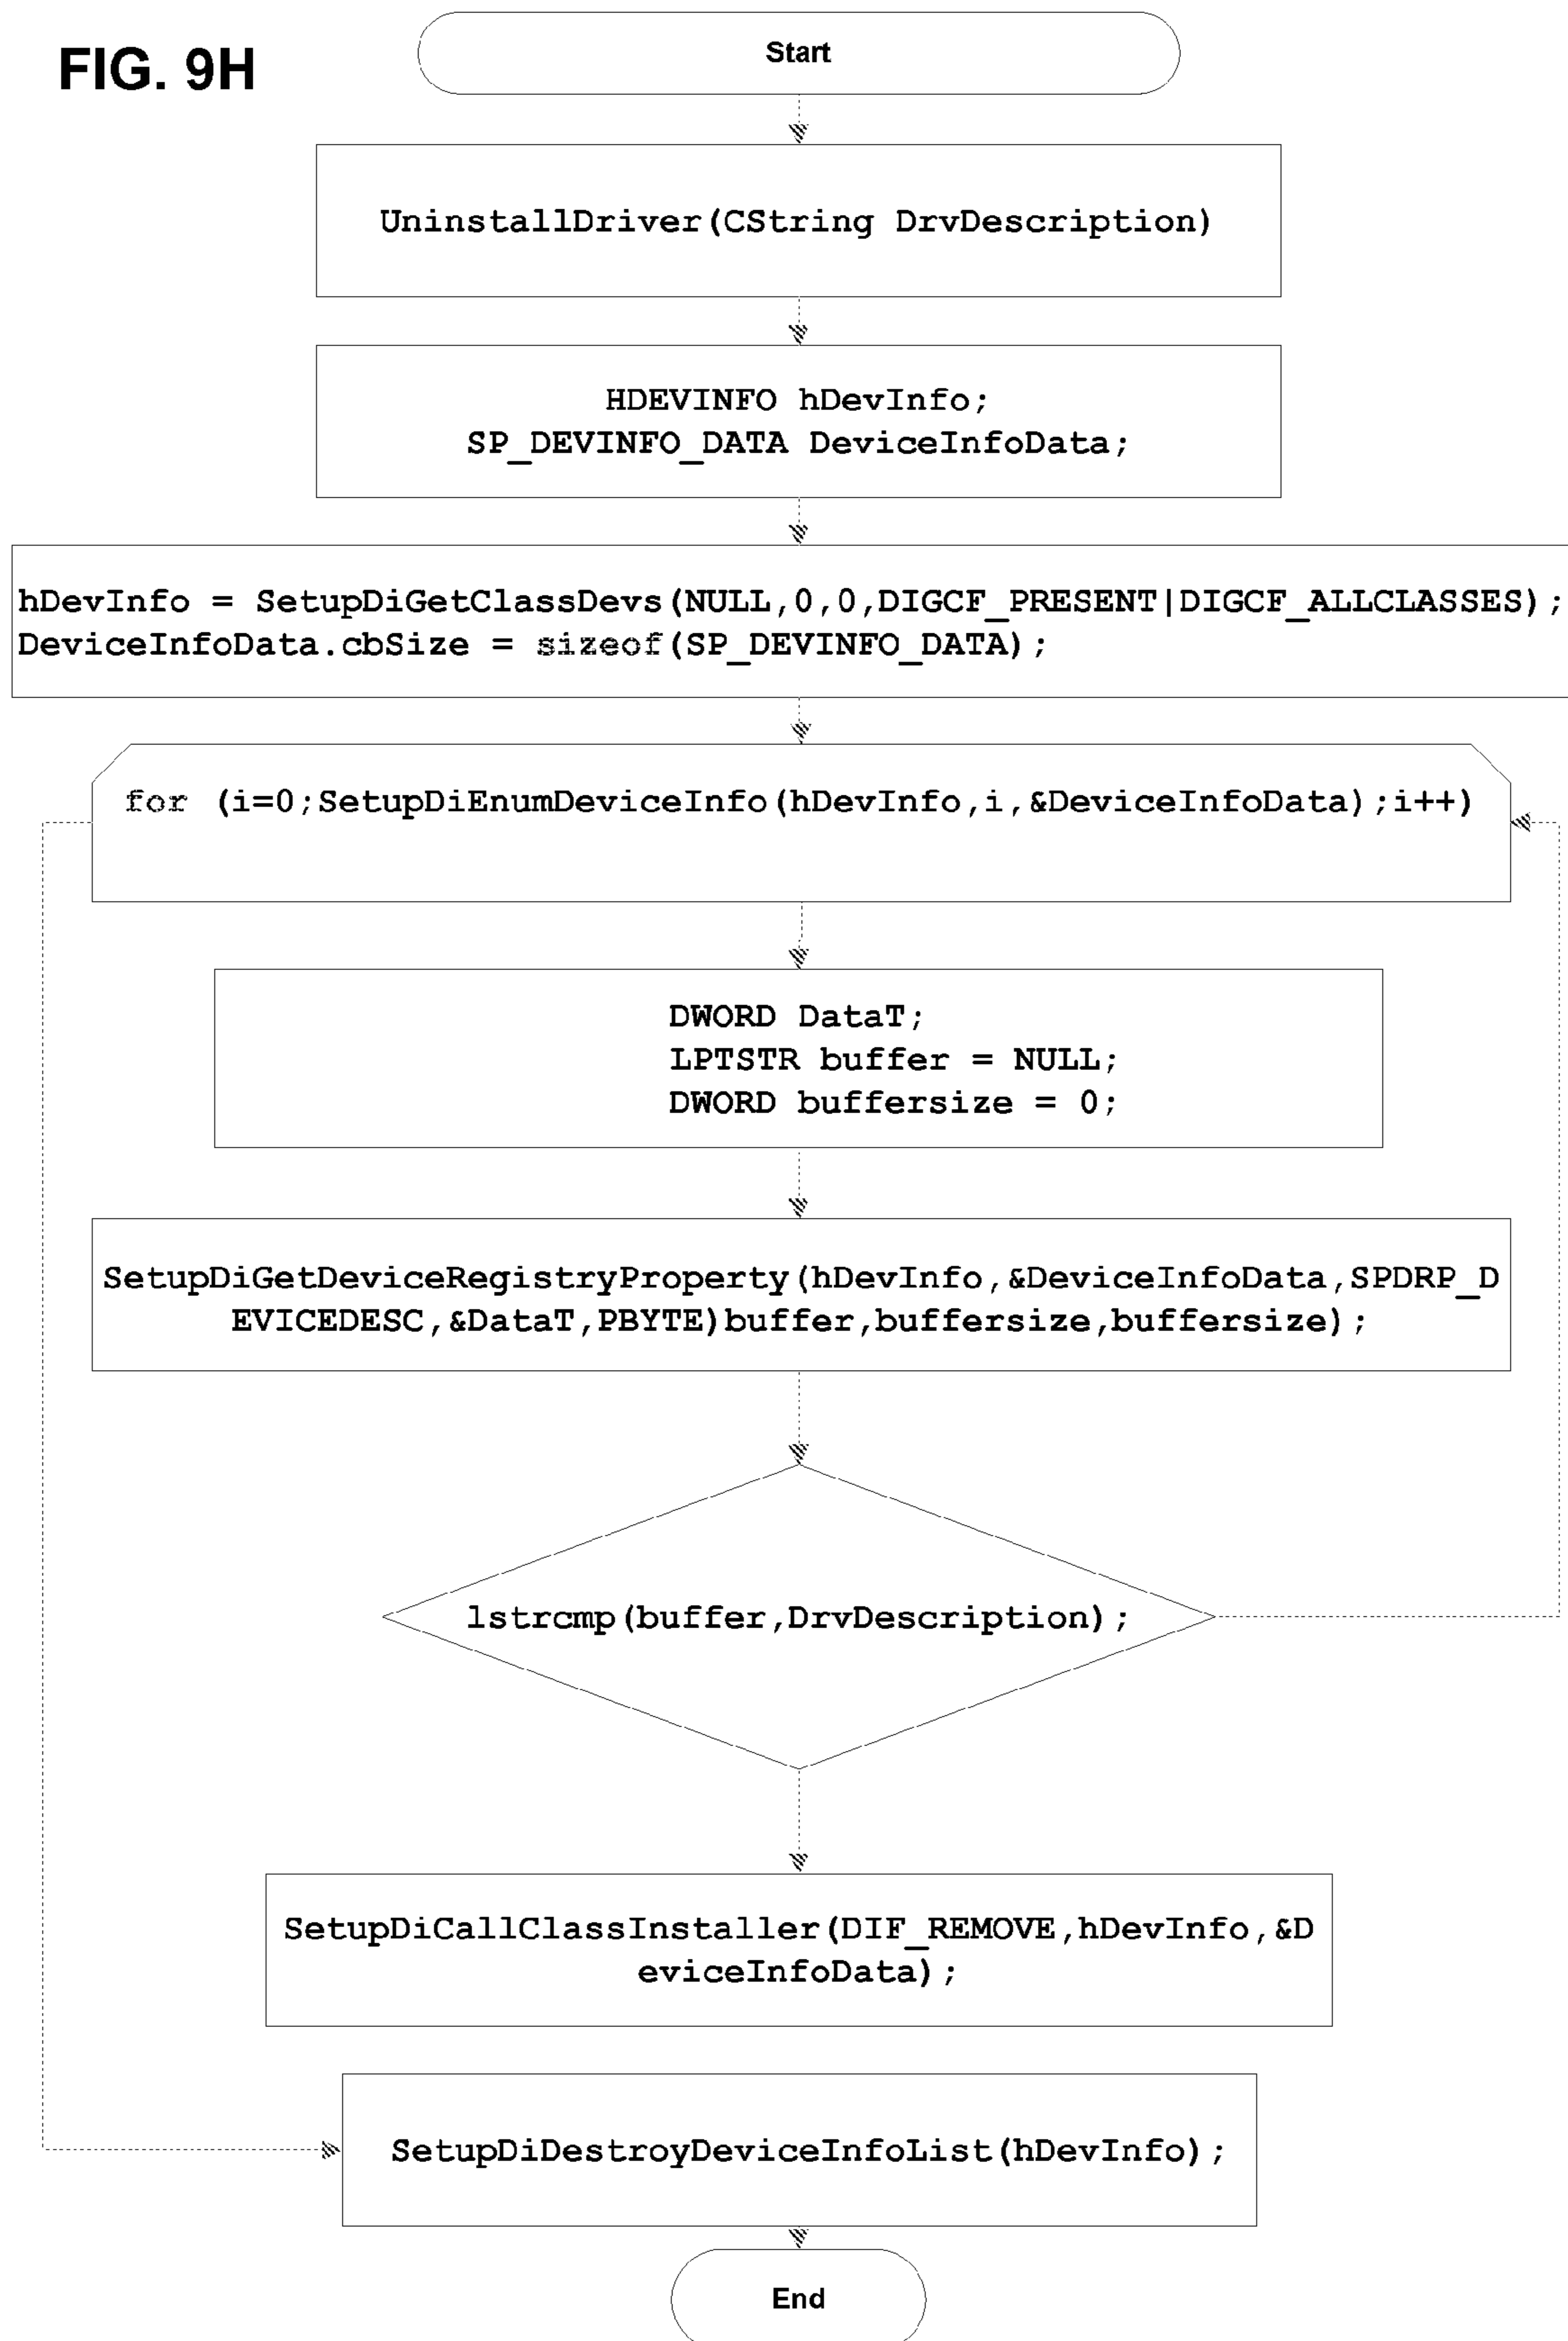 FIG. 9H
Start
UninstallDriver(CString DrvDescription)
HDEVINFO hDevInfo;
SP_DEVINFO_DATA DeviceInfoData;
hDevInfo = SetupDiGetClassDevs(NULL,0,0,DIGCF_PRESENT|DIGCF_ALLCLASSES);
DeviceInfoData.cbSize = sizeof(SP_DEVINFO_DATA);
for (i=0;SetupDiEnumDeviceInfo(hDevInfo,i,&DeviceInfoData);i++)
DWORD DataT;
LPTSTR buffer = NULL;
DWORD buffersize = 0;
SetupDiGetDeviceRegistryProperty(hDevInfo,&DeviceInfoData,SPDRP_D
EVICEDESC,&DataT,PBYTE)buffer,buffersize,buffersize);
lstrcmp(buffer,DrvDescription);
SetupDiCallClassInstaller(DIF_REMOVE,hDevInfo,&D
eviceInfoData);
SetupDiDestroyDeviceInfoList(hDevInfo);
End